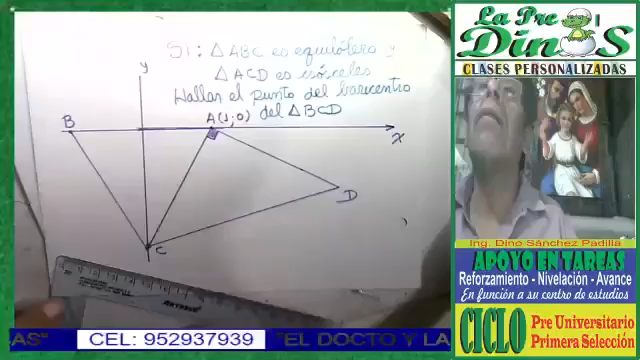 Si: △ ABC es equilátero y
△ ACD es isósceles
Hallar el punto del baricentro
del △ BCD
y
B
A(1;0)
x
D
C
La Pre
DinoS
CLASES PERSONALIZADAS
Ing. Dino Sánchez Padilla
APOYO EN TAREAS
Reforzamiento - Nivelación - Avance
En función a su centro de estudios
CICLO
Pre Universitario
Primera Selección
AS"
CEL: 952937939
"EL DOCTO Y LA